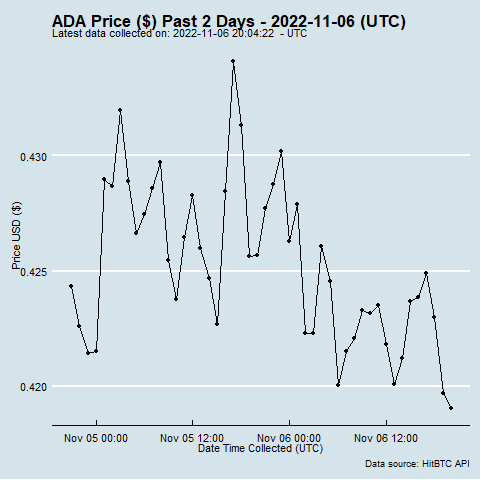 ADA Price ($) Past 2 Days - 2022-11-06 (UTC)
Latest data collected on: 2022-11-06 20:04:22 - UTC
0.430
0.425
0.420
Price USD ($)
Nov 05 00:00 Nov 05 12:00 Nov 06 00:00 Nov 06 12:00
Date Time Collected (UTC)
Data source: HitBTC API